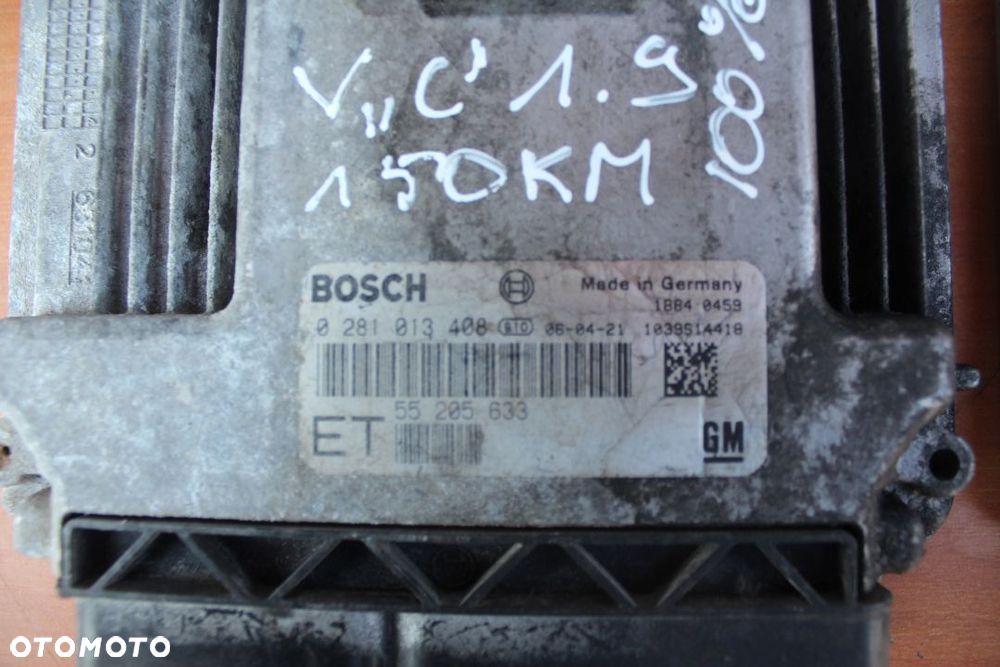 V „C" 1.9
150KM
100%
BOSCH
Made in Germany
1884 0459
0 281 013 408
06-04-21
1039S14418
55 205 633
ET
GM
OTOMOTO